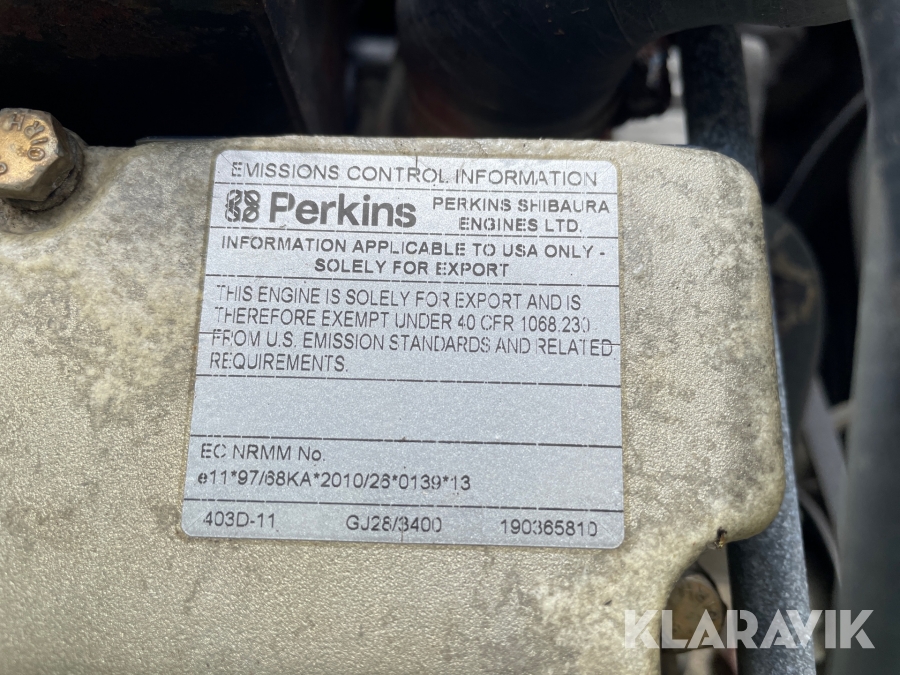 EMISSIONS CONTROL INFORMATION
Perkins
PERKINS SHIBAURA
ENGINES LTD.
INFORMATION APPLICABLE TO USA ONLY -
SOLELY FOR EXPORT
THIS ENGINE IS SOLELY FOR EXPORT AND IS
THEREFORE EXEMPT UNDER 40 CFR 1068.230
FROM U.S. EMISSION STANDARDS AND RELATED
REQUIREMENTS.
EC NRMM No.
e11*97/68KA*2010/26*0139*13
403D-11 GJ28/3400 190365810
KLARAVIK